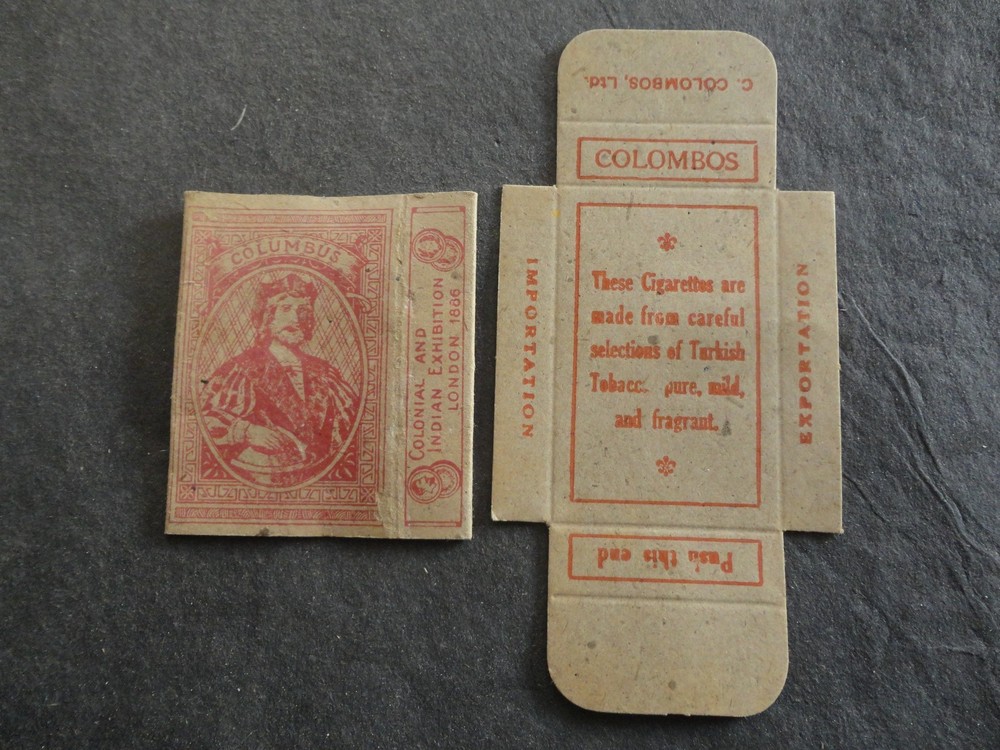 COLUMBUS
COLONIAL AND
INDIAN EXHIBITION
LONDON 1886
C. COLOMBOS, Ltd.
COLOMBOS
IMPORTATION
These Cigarettes are
made from careful
selections of Turkish
Tobacc. pure, mild,
and fragrant.
EXPORTATION
Push this end